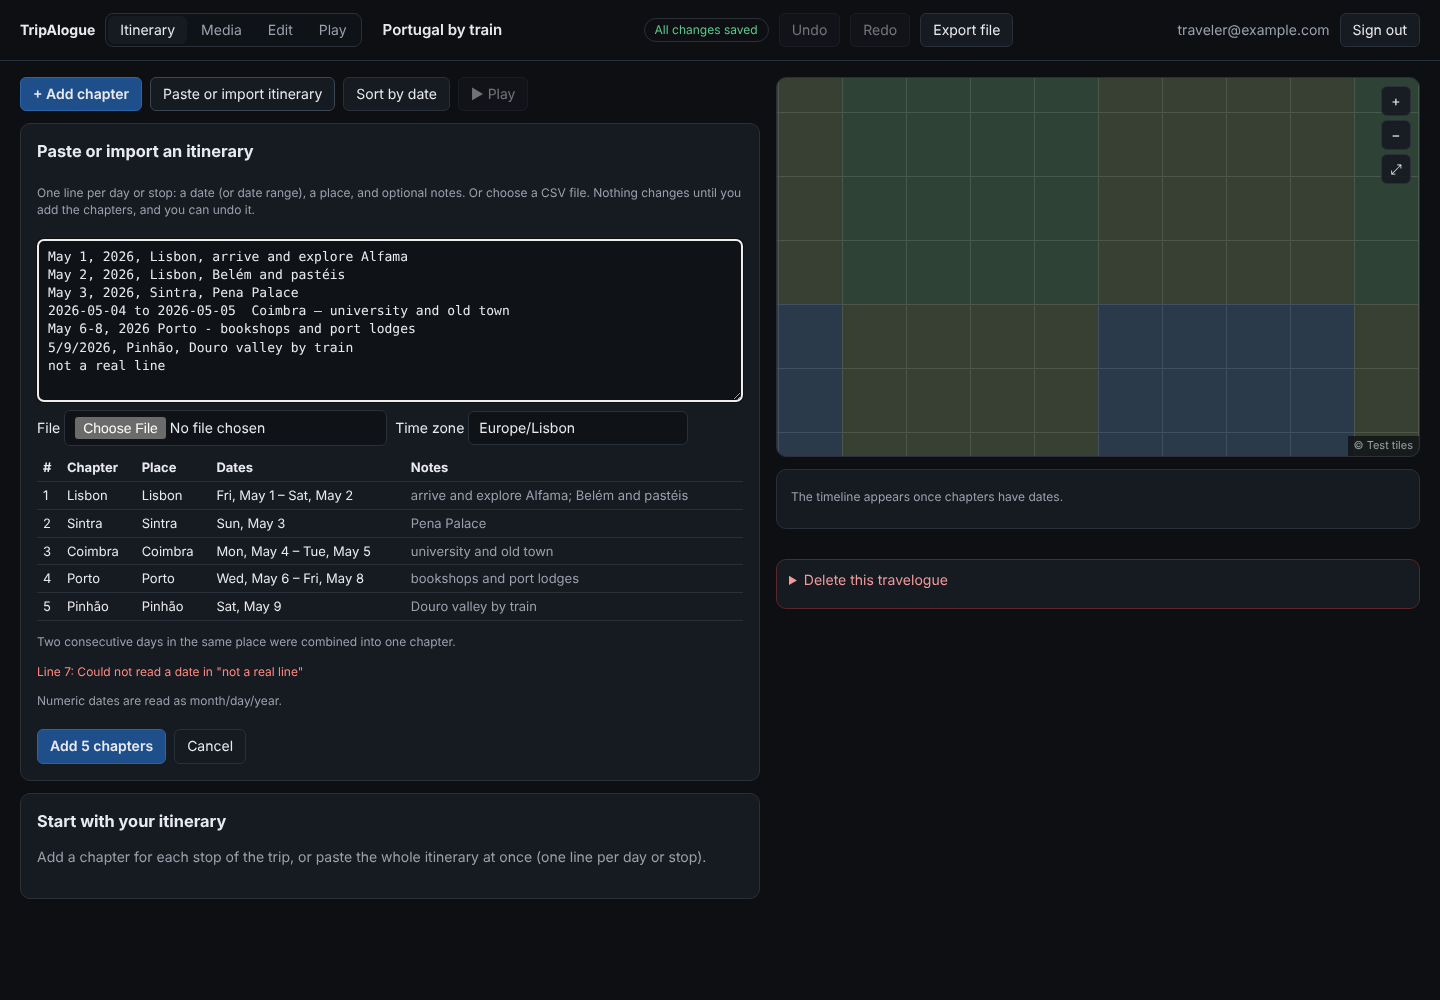 TripAlogue
Itinerary
Media
Edit
Play
Portugal by train
All changes saved
Undo
Redo
Export file
traveler@example.com
Sign out
+ Add chapter
Paste or import itinerary
Sort by date
▶ Play
Paste or import an itinerary
One line per day or stop: a date (or date range), a place, and optional notes. Or choose a CSV file. Nothing changes until you
add the chapters, and you can undo it.
May 1, 2026, Lisbon, arrive and explore Alfama
May 2, 2026, Lisbon, Belém and pastéis
May 3, 2026, Sintra, Pena Palace
2026-05-04 to 2026-05-05  Coimbra — university and old town
May 6-8, 2026 Porto - bookshops and port lodges
5/9/2026, Pinhão, Douro valley by train
not a real line
File Choose File No file chosen Time zone Europe/Lisbon
# Chapter Place Dates Notes
1 Lisbon Lisbon Fri, May 1 – Sat, May 2 arrive and explore Alfama; Belém and pastéis
2 Sintra Sintra Sun, May 3 Pena Palace
3 Coimbra Coimbra Mon, May 4 – Tue, May 5 university and old town
4 Porto Porto Wed, May 6 – Fri, May 8 bookshops and port lodges
5 Pinhão Pinhão Sat, May 9 Douro valley by train
Two consecutive days in the same place were combined into one chapter.
Line 7: Could not read a date in "not a real line"
Numeric dates are read as month/day/year.
Add 5 chapters
Cancel
Start with your itinerary
Add a chapter for each stop of the trip, or paste the whole itinerary at once (one line per day or stop).
+
−
⤢
© Test tiles
The timeline appears once chapters have dates.
▶ Delete this travelogue